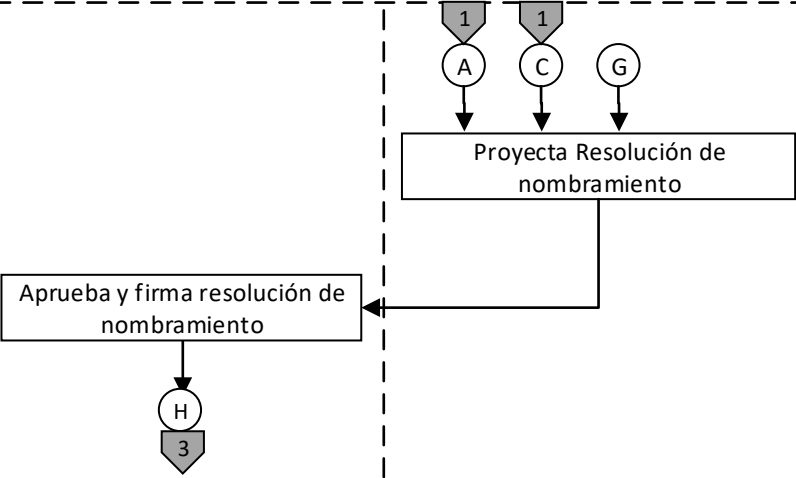 1 1
A C G
Proyecta Resolución de
nombramiento
Aprueba y firma resolución de
nombramiento
H
3